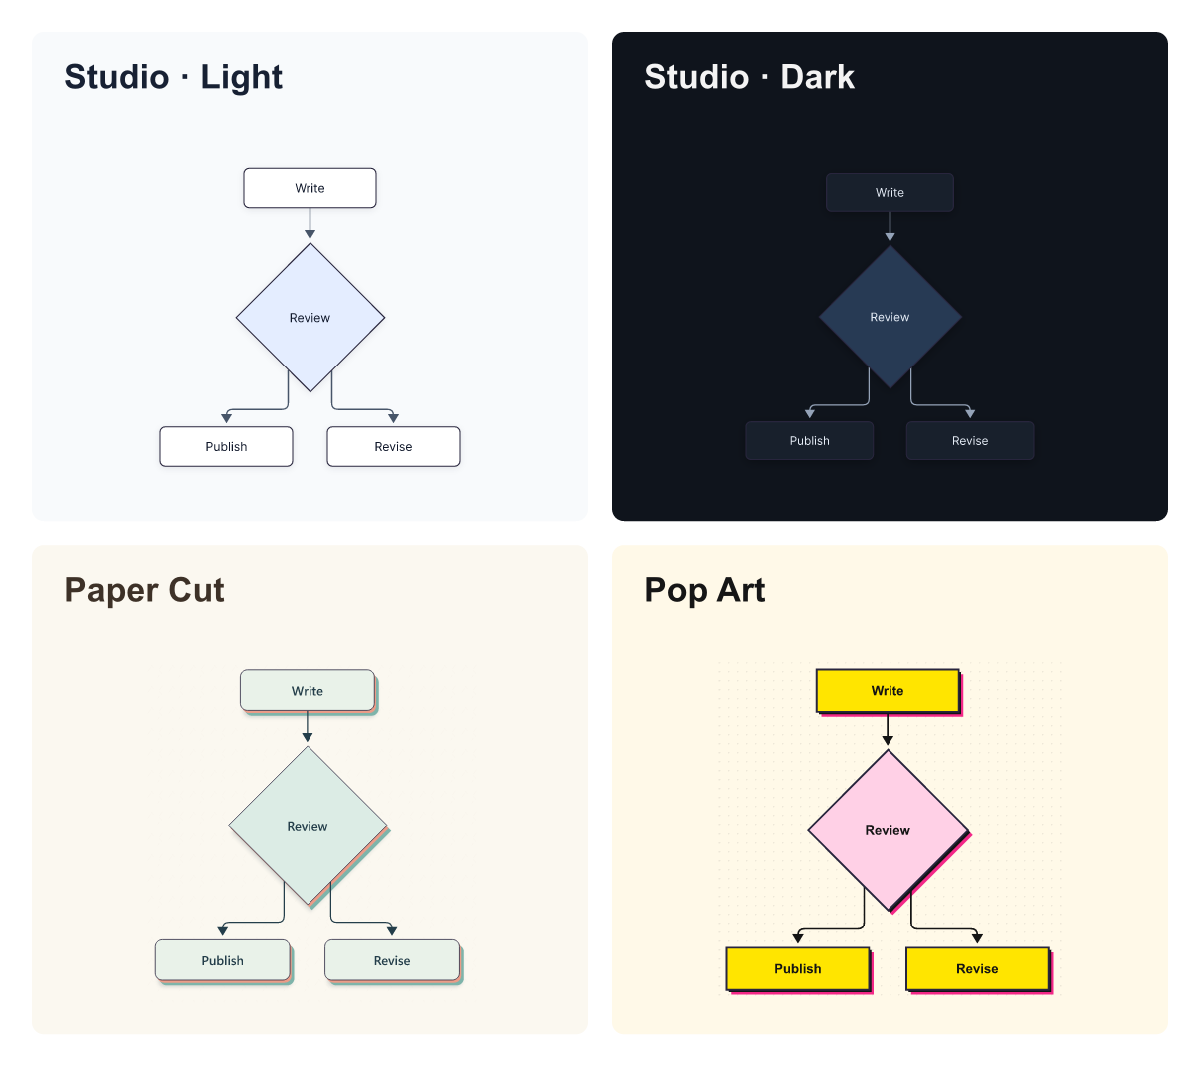 Studio · Light
Write
Review
Publish
Revise
Studio · Dark
Write
Review
Publish
Revise
Paper Cut
Write
Review
Publish
Revise
Pop Art
Write
Review
Publish
Revise